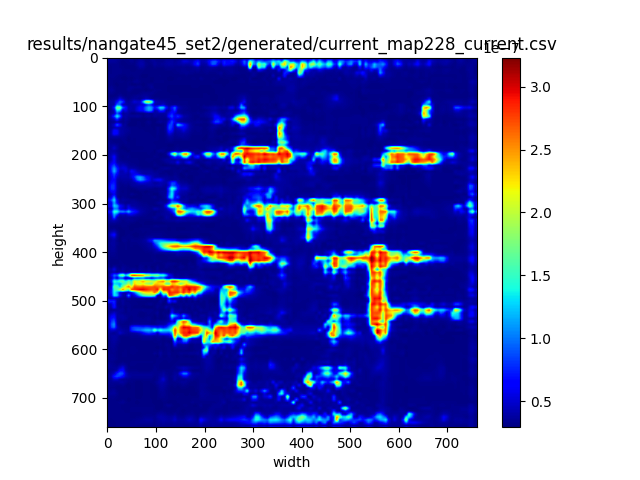 results/nangate45_set2/generated/current_map228_current.csv
1e−7
height
0
100
200
300
400
500
600
700
0 100 200 300 400 500 600 700
width
3.0
2.5
2.0
1.5
1.0
0.5